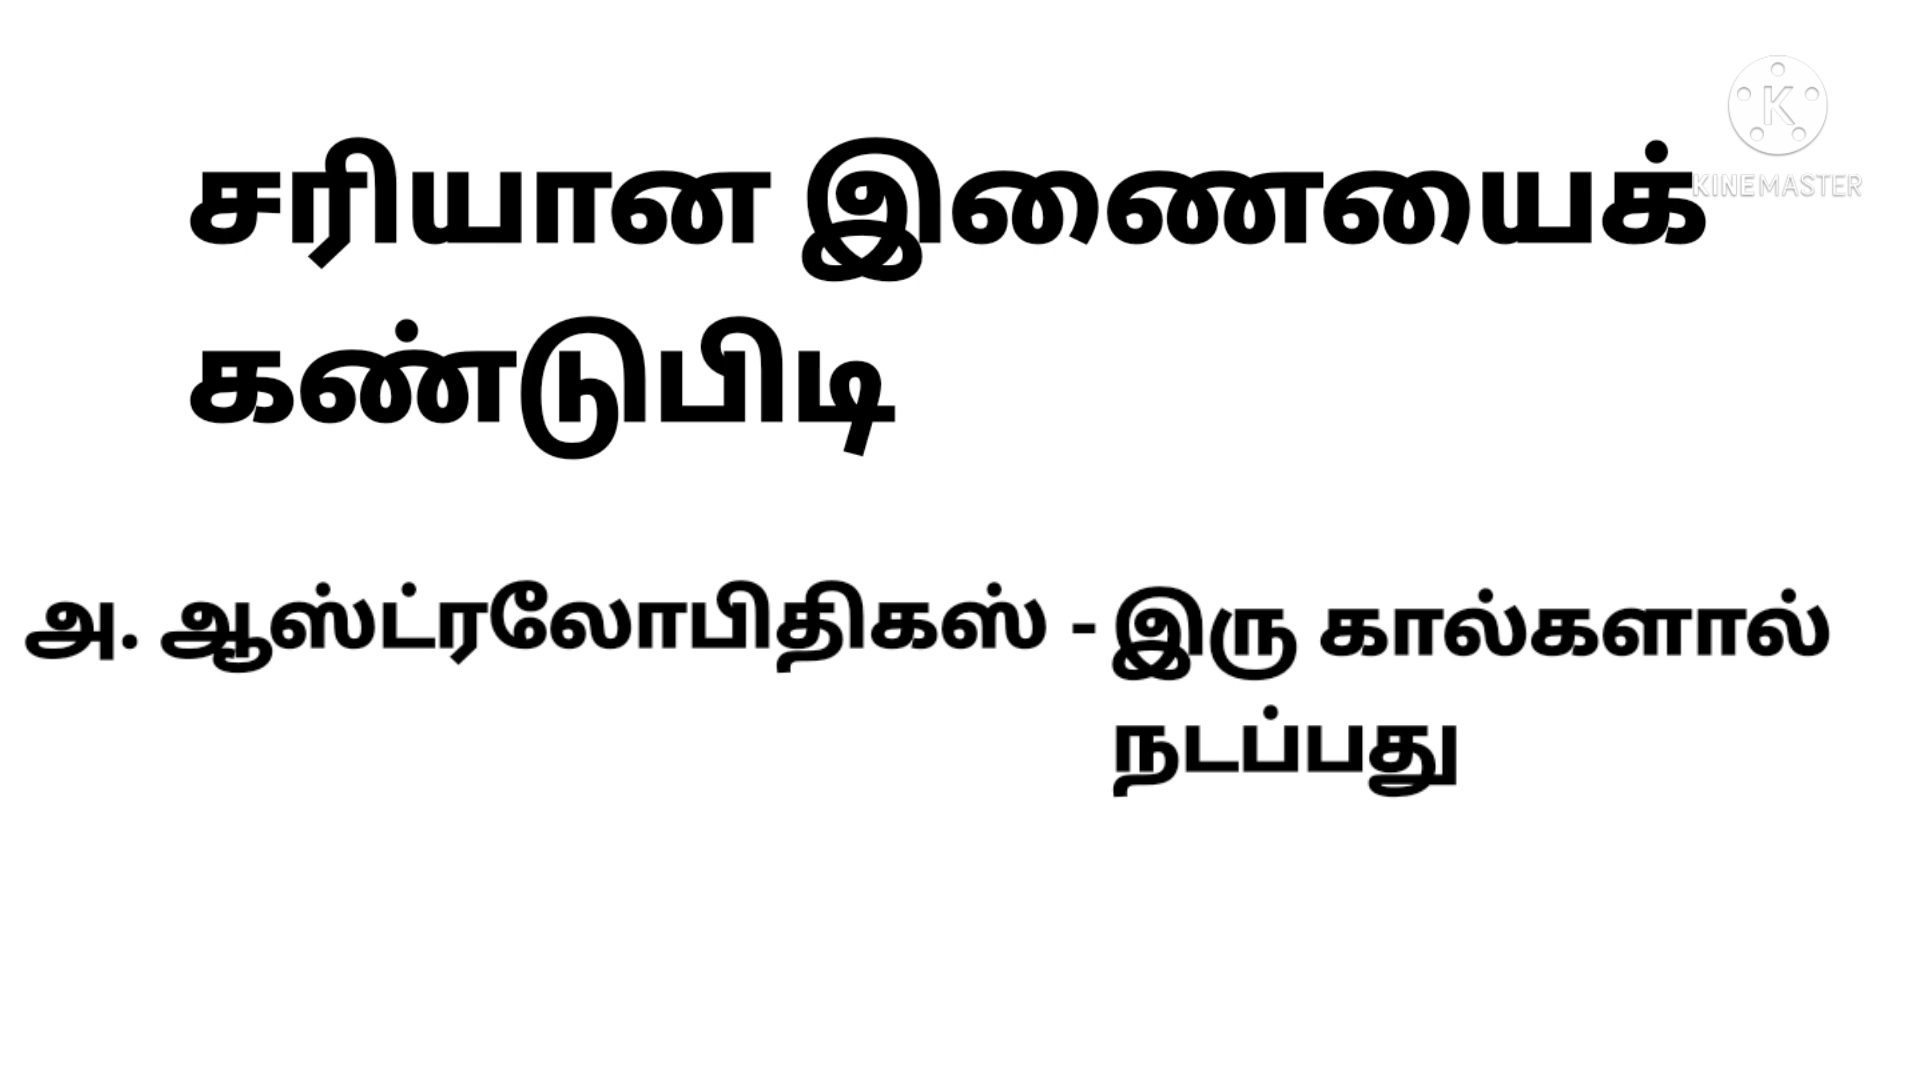 சரியான இணையைக்
KINEMASTER
கண்டுபிடி
அ. ஆஸ்ட்ரலோபிதிகஸ் - இரு கால்களால்
நடப்பது